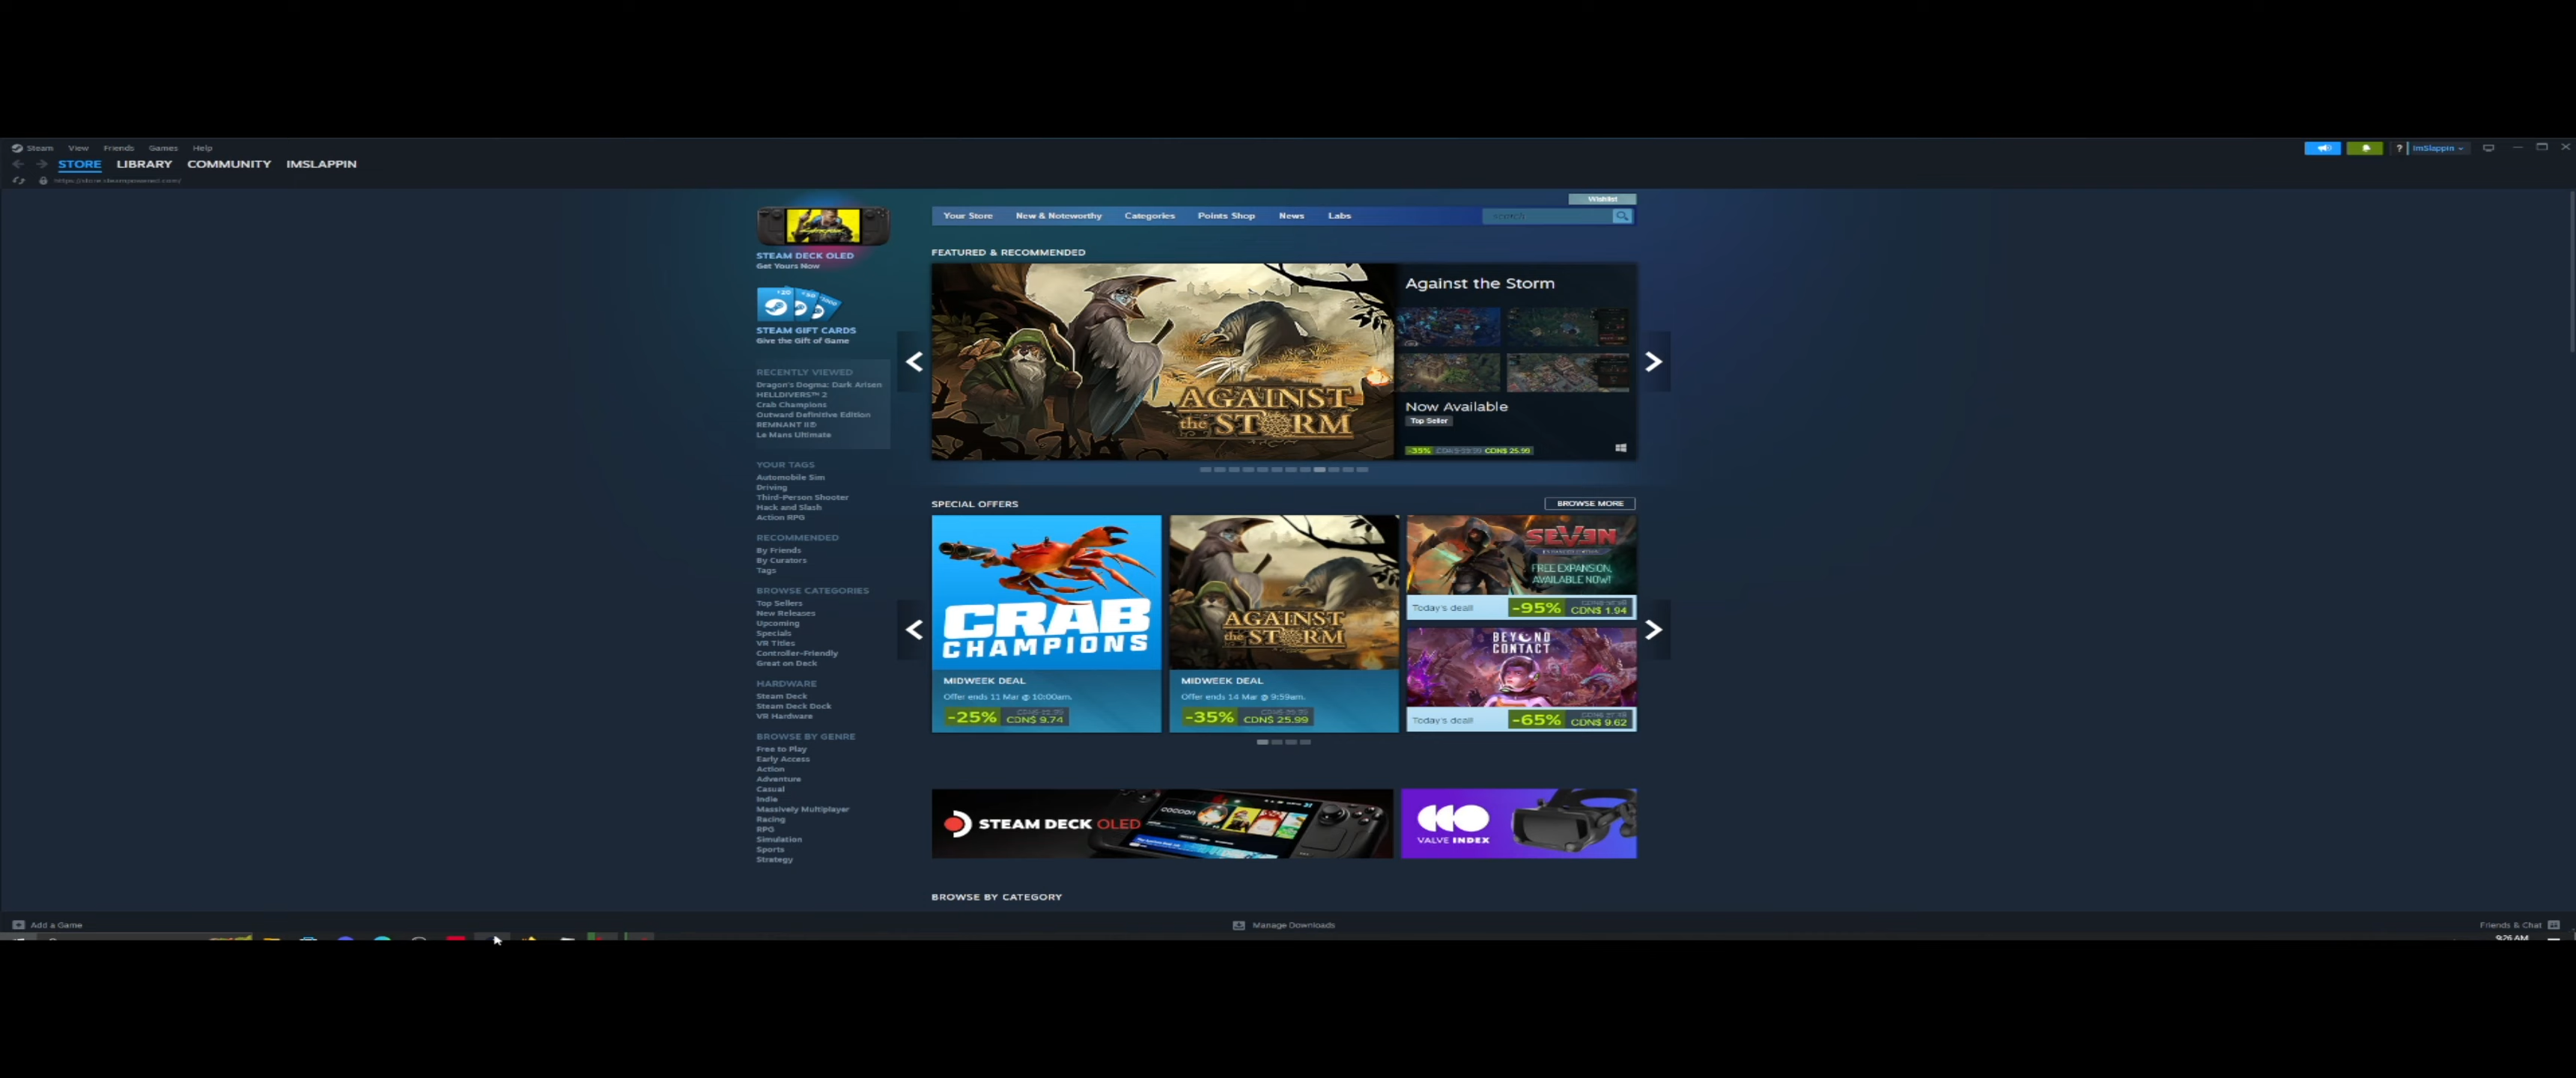 Steam View Friends Games Help
STORE LIBRARY COMMUNITY IMSLAPPIN
ImSlappin
Wishlist
Your Store New & Noteworthy Categories Points Shop News Labs
search
STEAM DECK OLED
Get Yours Now
STEAM GIFT CARDS
Give the Gift of Game
RECENTLY VIEWED
Dragon's Dogma: Dark Arisen
HELLDIVERS™ 2
Crab Champions
Outward Definitive Edition
REMNANT II®
Le Mans Ultimate
YOUR TAGS
Automobile Sim
Driving
Third-Person Shooter
Hack and Slash
Action RPG
RECOMMENDED
By Friends
By Curators
Tags
BROWSE CATEGORIES
Top Sellers
New Releases
Upcoming
Specials
VR Titles
Controller-Friendly
Great on Deck
HARDWARE
Steam Deck
Steam Deck Dock
VR Hardware
BROWSE BY GENRE
Free to Play
Early Access
Action
Adventure
Casual
Indie
Massively Multiplayer
Racing
RPG
Simulation
Sports
Strategy
FEATURED & RECOMMENDED
AGAINST
the STORM
Against the Storm
Now Available
Top Seller
-35% CDN$ 25.99
SPECIAL OFFERS
BROWSE MORE
CRAB
CHAMPIONS
MIDWEEK DEAL
Offer ends 11 Mar @ 10:00am.
-25% CDN$ 9.74
AGAINST
the STORM
MIDWEEK DEAL
Offer ends 14 Mar @ 9:59am.
-35% CDN$ 25.99
SEVEN
FREE EXPANSION,
AVAILABLE NOW!
Today's deal! -95% CDN$ 1.94
BEYOND
CONTACT
Today's deal! -65% CDN$ 9.62
STEAM DECK OLED
VALVE INDEX
BROWSE BY CATEGORY
Add a Game
Manage Downloads
Friends & Chat
9:26 AM